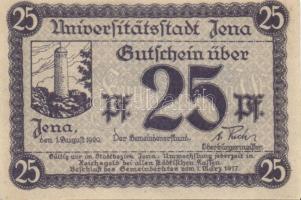 25 Universitätsstadt Jena 25
Gutschein über
Pf. 25 Pf.
Jena,
den 1. August 1920. Der Gemeindevorstand.
Oberbürgermeister
Gültig nur im Stadtbezirk Jena. Umwechslung jederzeit in
Reichsgeld bei allen Städtischen Kassen.
Beschluß des Gemeinderates vom 1. März 1917.
25 25